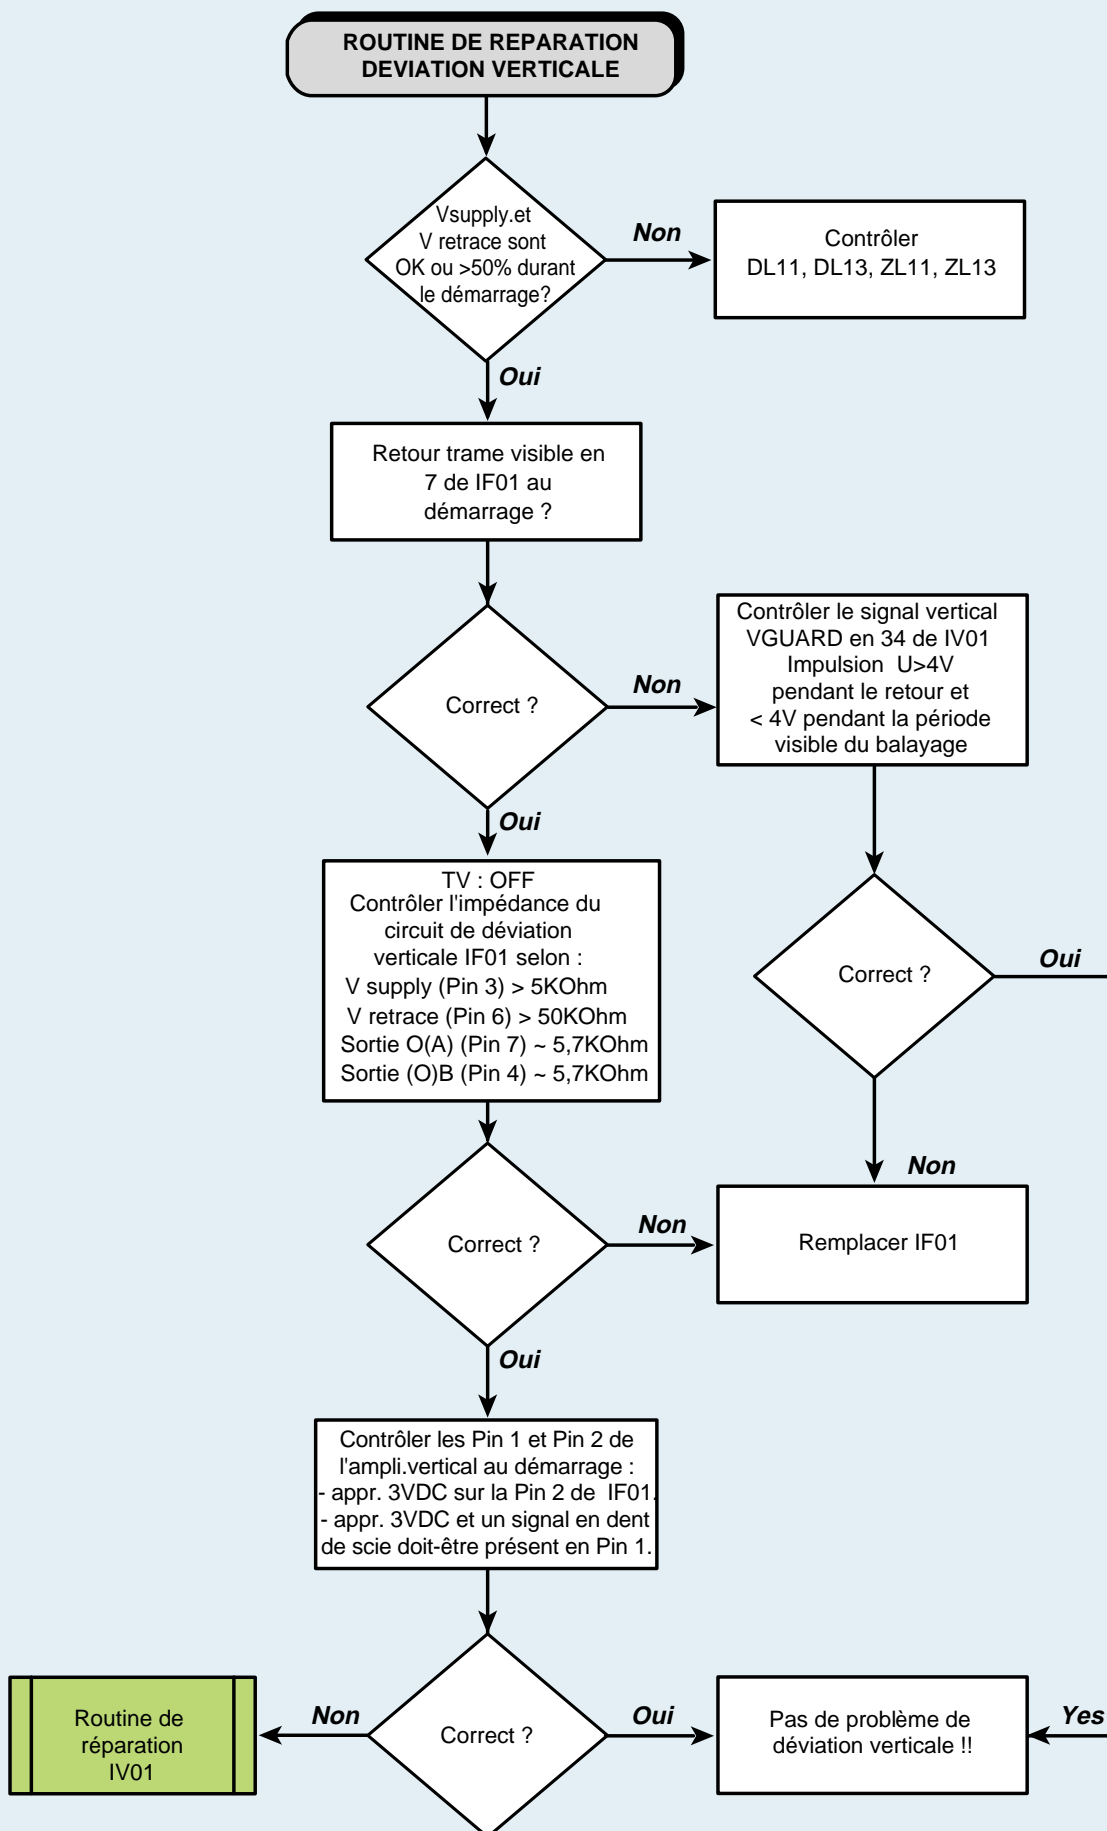 ROUTINE DE REPARATION
DEVIATION VERTICALE
Vsupply.et
V retrace sont
OK ou >50% durant
le démarrage?
Non
Contrôler
DL11, DL13, ZL11, ZL13
Oui
Retour trame visible en
7 de IF01 au
démarrage ?
Correct ?
Non
Contrôler le signal vertical
VGUARD en 34 de IV01
Impulsion U>4V
pendant le retour et
< 4V pendant la période
visible du balayage
Oui
TV : OFF
Contrôler l'impédance du
circuit de déviation
verticale IF01 selon :
V supply (Pin 3) > 5KOhm
V retrace (Pin 6) > 50KOhm
Sortie O(A) (Pin 7) ~ 5,7KOhm
Sortie (O)B (Pin 4) ~ 5,7KOhm
Correct ?
Oui
Non
Correct ?
Non
Remplacer IF01
Oui
Contrôler les Pin 1 et Pin 2 de
l'ampli.vertical au démarrage :
- appr. 3VDC sur la Pin 2 de IF01.
- appr. 3VDC et un signal en dent
de scie doit-être présent en Pin 1.
Routine de
réparation
IV01
Non
Correct ?
Oui
Pas de problème de
déviation verticale !!
Yes